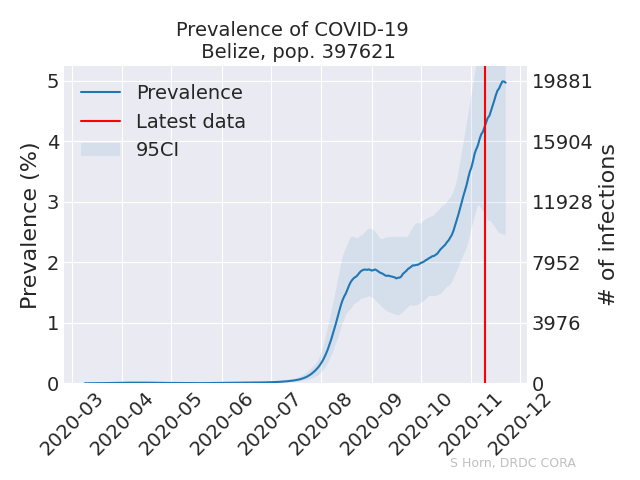 Prevalence of COVID-19
Belize, pop. 397621
Prevalence
Latest data
95CI
Prevalence (%)
5
4
3
2
1
0
19881
15904
11928
7952
3976
0
# of infections
2020-03
2020-04
2020-05
2020-06
2020-07
2020-08
2020-09
2020-10
2020-11
2020-12
S Horn, DRDC CORA